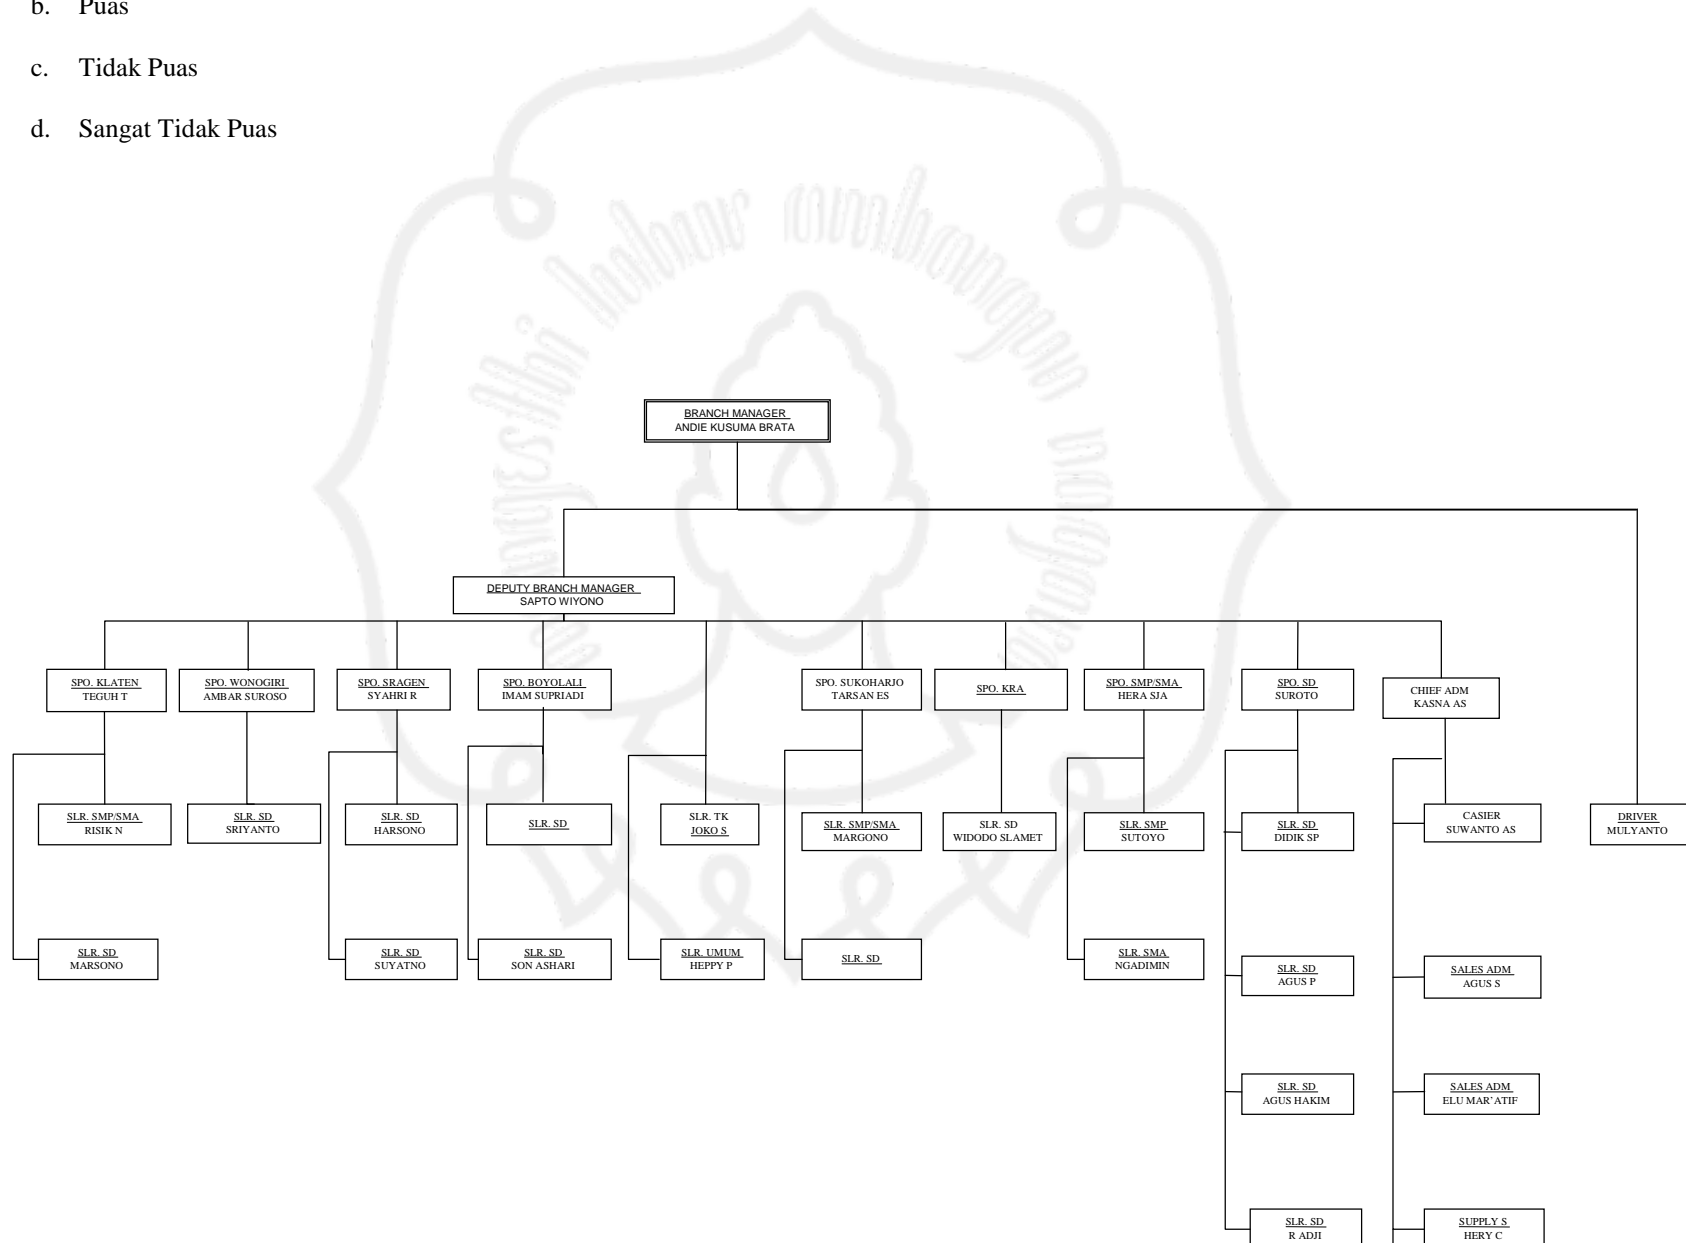 b. Puas
c. Tidak Puas
d. Sangat Tidak Puas
BRANCH MANAGER
ANDIE KUSUMA BRATA
DEPUTY BRANCH MANAGER
SAPTO WIYONO
SPO. KLATEN
TEGUH T
SPO. WONOGIRI
AMBAR SUROSO
SPO. SRAGEN
SYAHRI R
SPO. BOYOLALI
IMAM SUPRIADI
SPO. SUKOHARJO
TARSAN ES
SPO. KRA
SPO. SMP/SMA
HERA SJA
SPO. SD
SUROTO
CHIEF ADM
KASNA AS
SLR. SMP/SMA
RISIK N
SLR. SD
SRIYANTO
SLR. SD
HARSONO
SLR. SD
SLR. TK
JOKO S
SLR. SMP/SMA
MARGONO
SLR. SD
WIDODO SLAMET
SLR. SMP
SUTOYO
SLR. SD
DIDIK SP
CASIER
SUWANTO AS
DRIVER
MULYANTO
SLR. SD
MARSONO
SLR. SD
SUYATNO
SLR. SD
SON ASHARI
SLR. UMUM
HEPPY P
SLR. SD
SLR. SMA
NGADIMIN
SLR. SD
AGUS P
SALES ADM
AGUS S
SLR. SD
AGUS HAKIM
SALES ADM
ELU MAR'ATIF
SLR. SD
R ADJI
SUPPLY S
HERY C